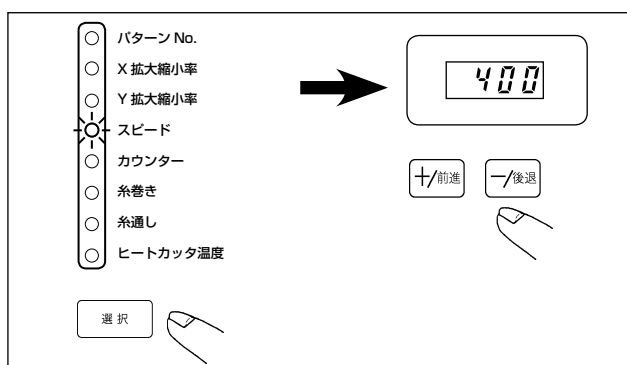 パターン No.
X 拡大縮小率
Y 拡大縮小率
スピード
カウンター
糸巻き
糸通し
ヒートカッタ温度
選 択
400
+/前進
−/後退